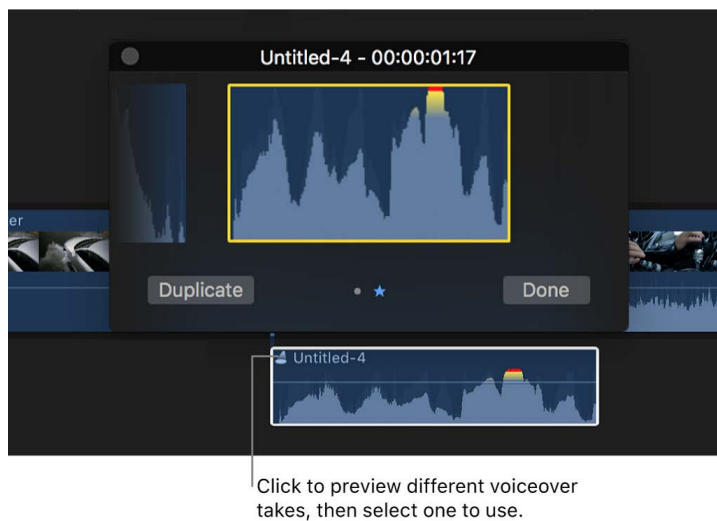 Untitled-4 - 00:00:01:17
er
Duplicate
Done
Untitled-4
Click to preview different voiceover
takes, then select one to use.